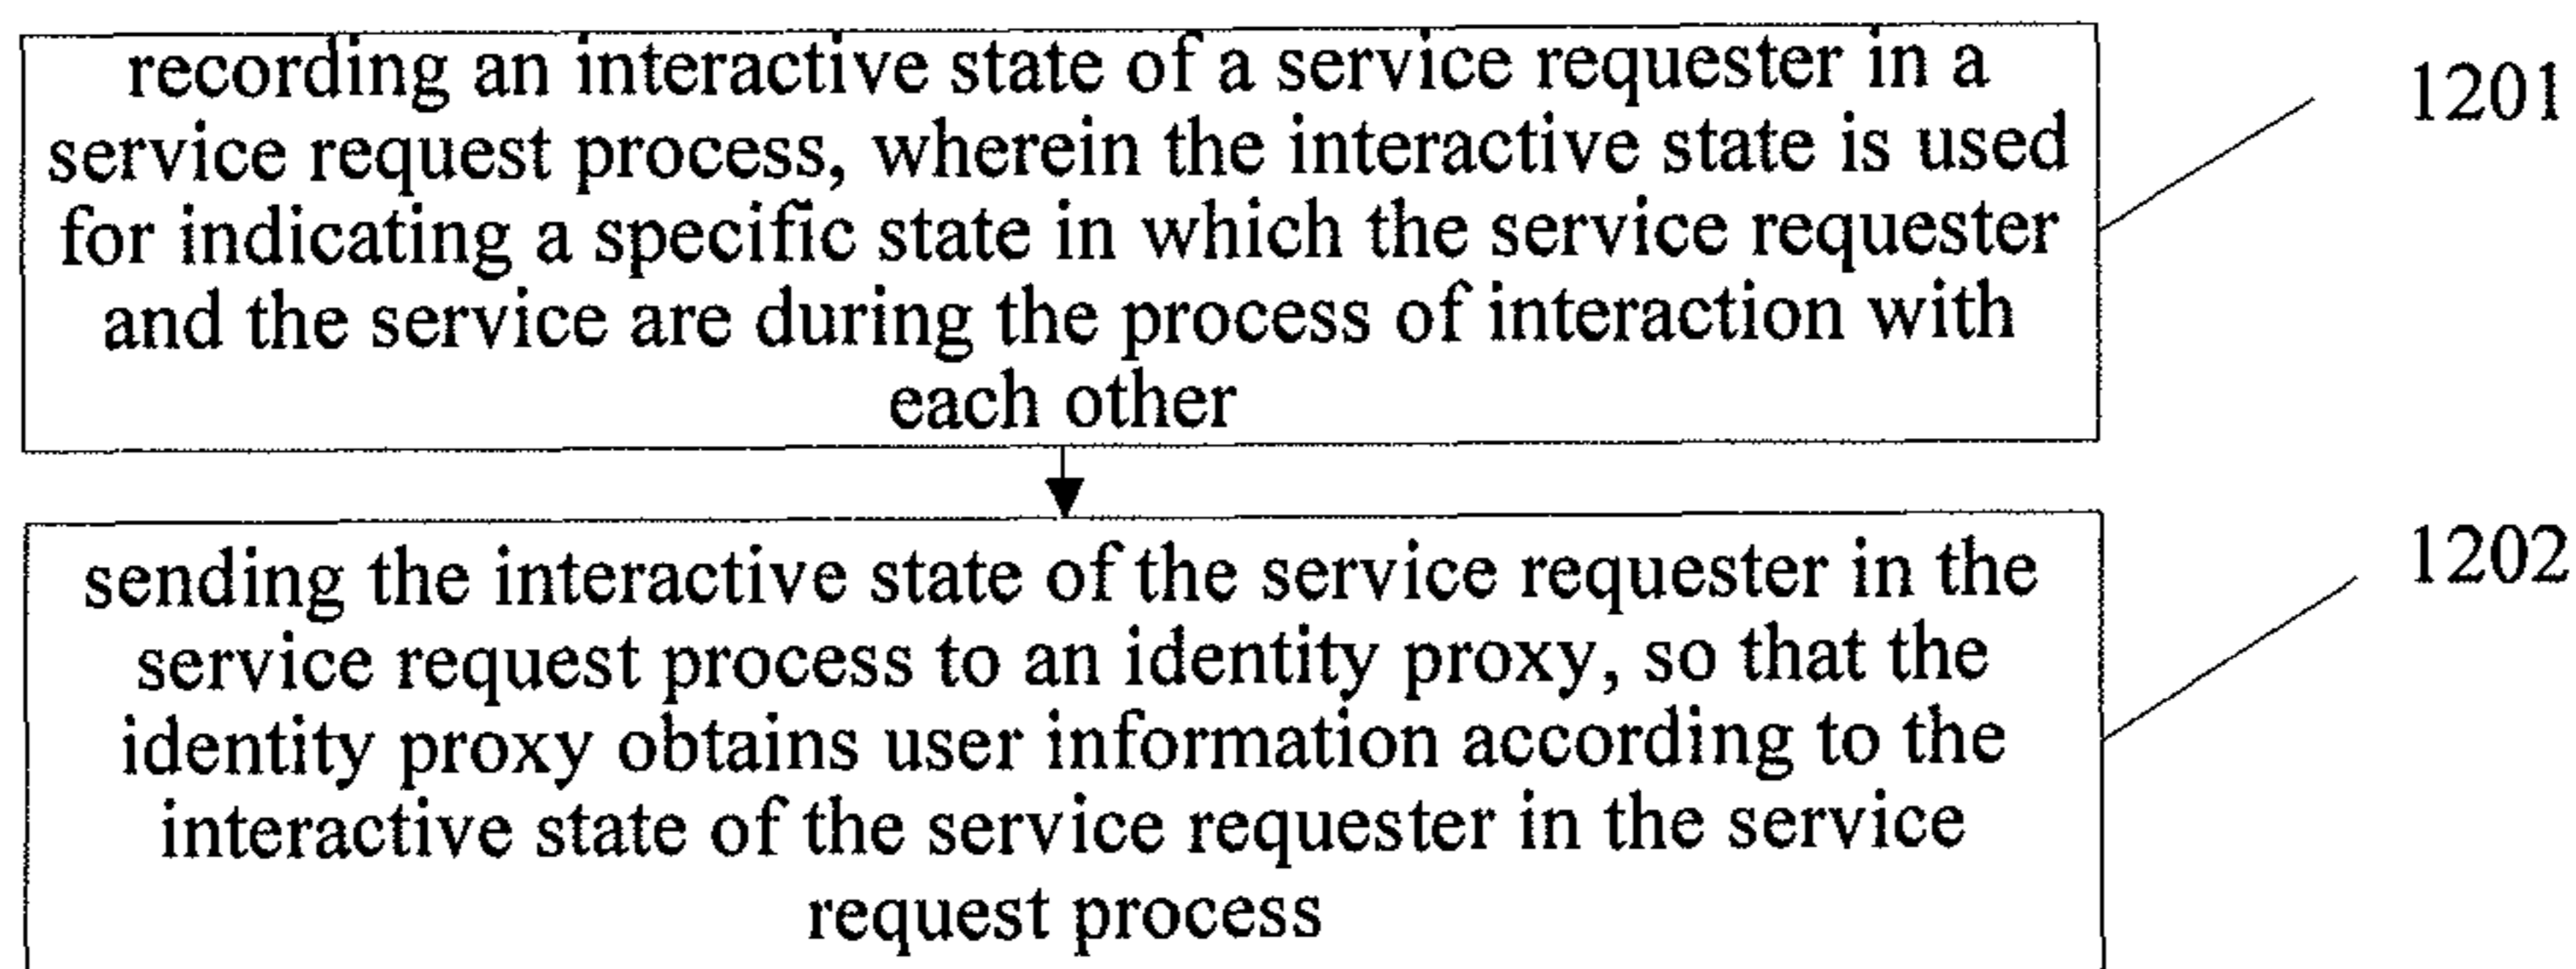 recording an interactive state of a service requester in a
service request process, wherein the interactive state is used
for indicating a specific state in which the service requester
and the service are during the process of interaction with
each other
1201
sending the interactive state of the service requester in the
service request process to an identity proxy, so that the
identity proxy obtains user information according to the
interactive state of the service requester in the service
request process
1202